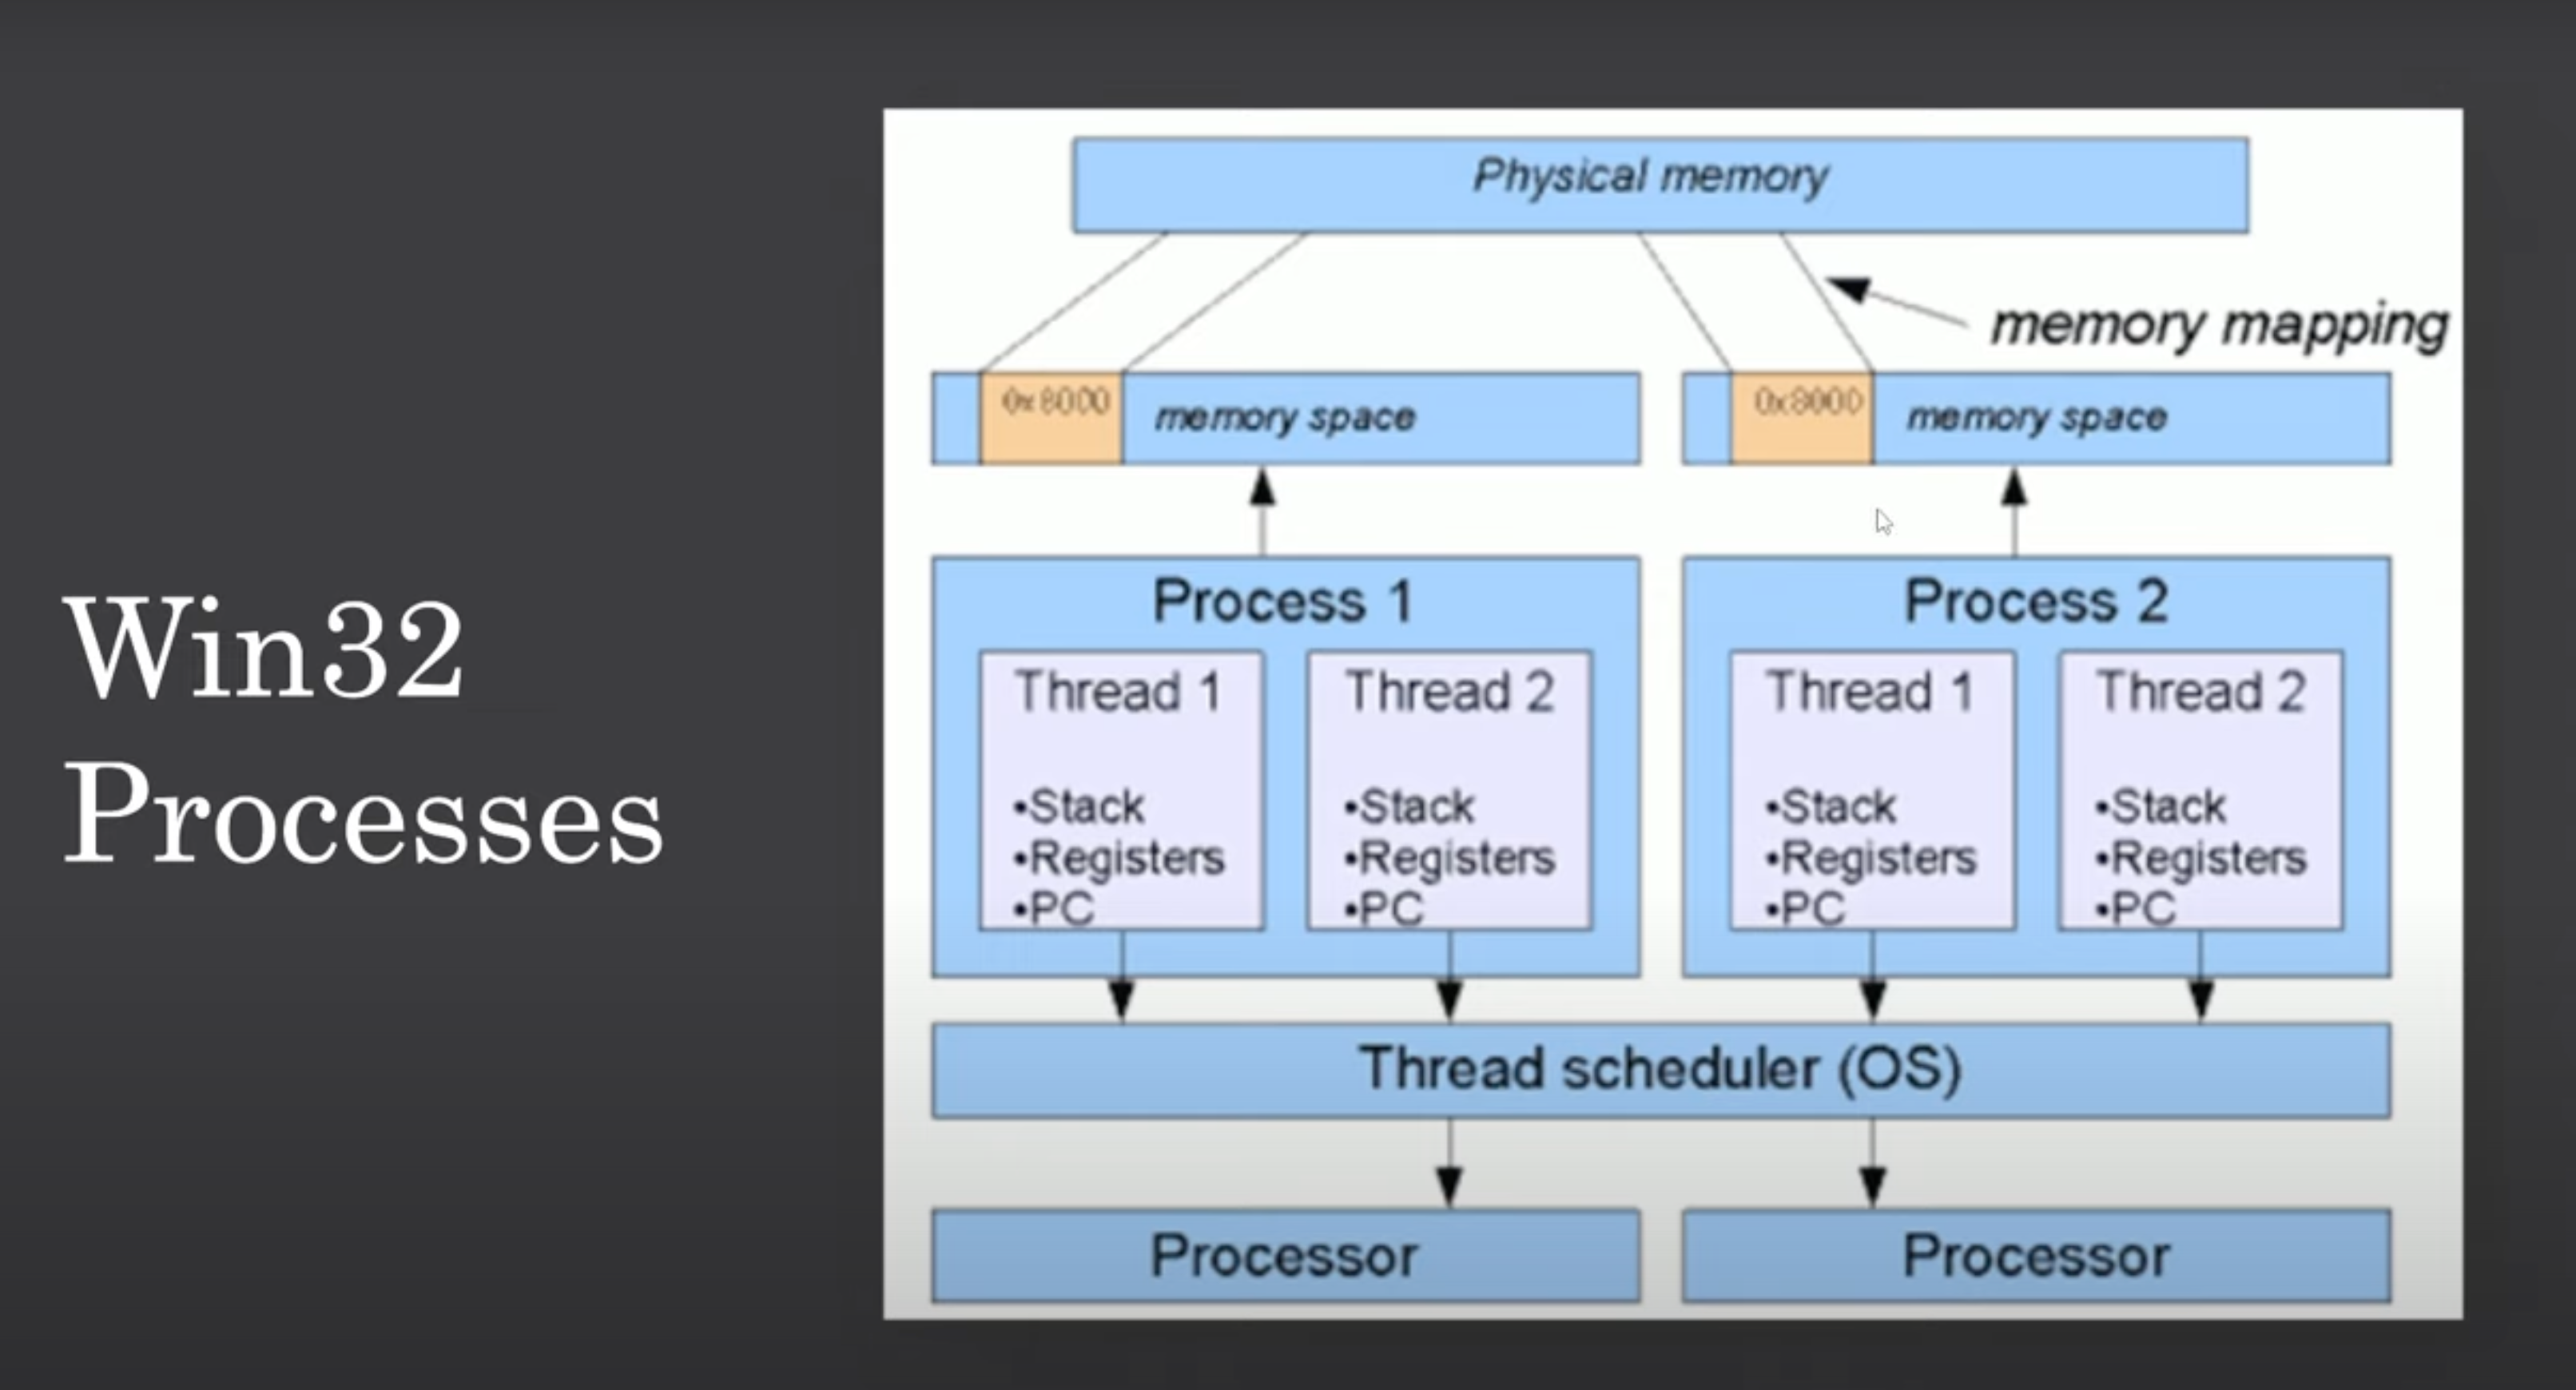 Win32
Processes
Physical memory
memory mapping
0x8000
memory space
0x8000
memory space
Process 1
Process 2
Thread 1
•Stack
•Registers
•PC
Thread 2
•Stack
•Registers
•PC
Thread 1
•Stack
•Registers
•PC
Thread 2
•Stack
•Registers
•PC
Thread scheduler (OS)
Processor
Processor